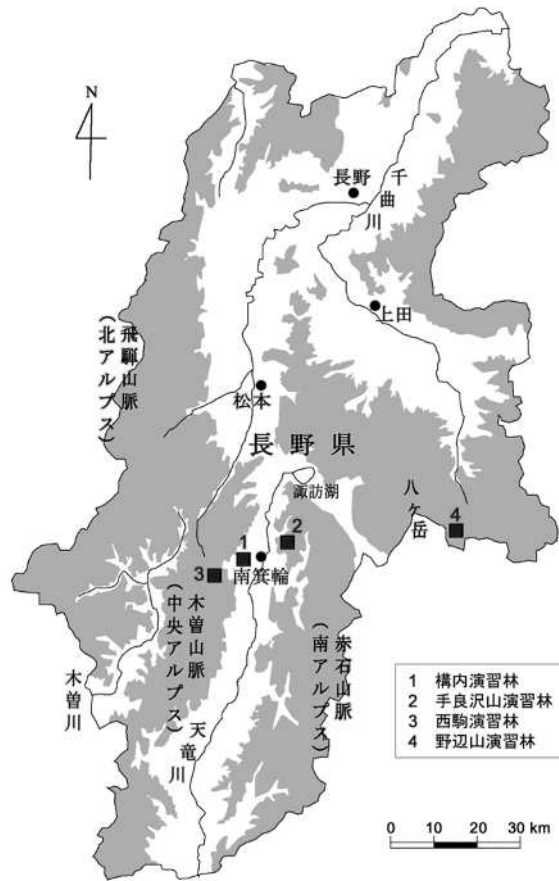 N
長野
千曲川
上田
飛騨山脈
(北アルプス)
松本
長野県
諏訪湖
八ヶ岳
4
2
1
南箕輪
3
木曽山脈
(中央アルプス)
赤石山脈
(南アルプス)
木曽川
天竜川
1 構内演習林
2 手良沢山演習林
3 西駒演習林
4 野辺山演習林
0 10 20 30 km